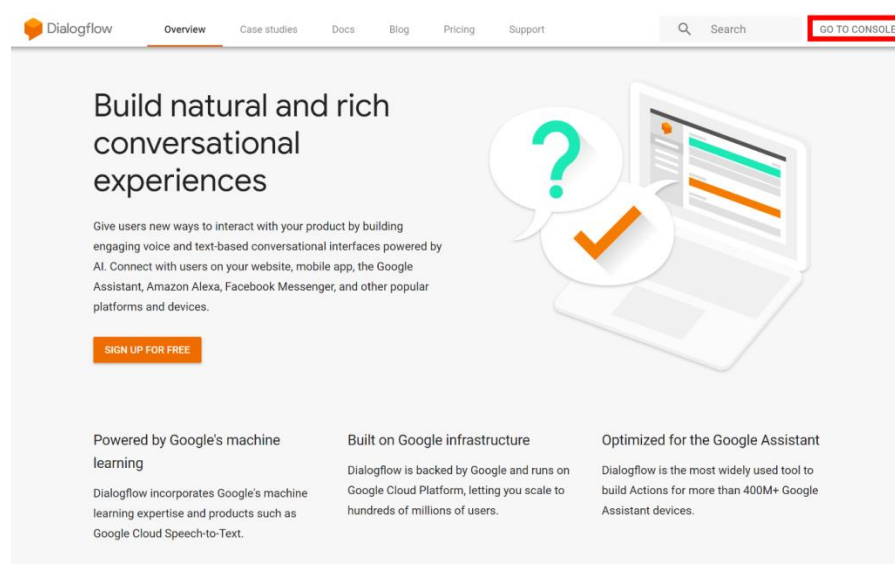 Dialogflow
Overview
Case studies
Docs
Blog
Pricing
Support
Search
GO TO CONSOLE
Build natural and rich
conversational
experiences
Give users new ways to interact with your product by building
engaging voice and text-based conversational interfaces powered by
AI. Connect with users on your website, mobile app, the Google
Assistant, Amazon Alexa, Facebook Messenger, and other popular
platforms and devices.
SIGN UP FOR FREE
Powered by Google's machine
learning
Dialogflow incorporates Google's machine
learning expertise and products such as
Google Cloud Speech-to-Text.
Built on Google infrastructure
Dialogflow is backed by Google and runs on
Google Cloud Platform, letting you scale to
hundreds of millions of users.
Optimized for the Google Assistant
Dialogflow is the most widely used tool to
build Actions for more than 400M+ Google
Assistant devices.